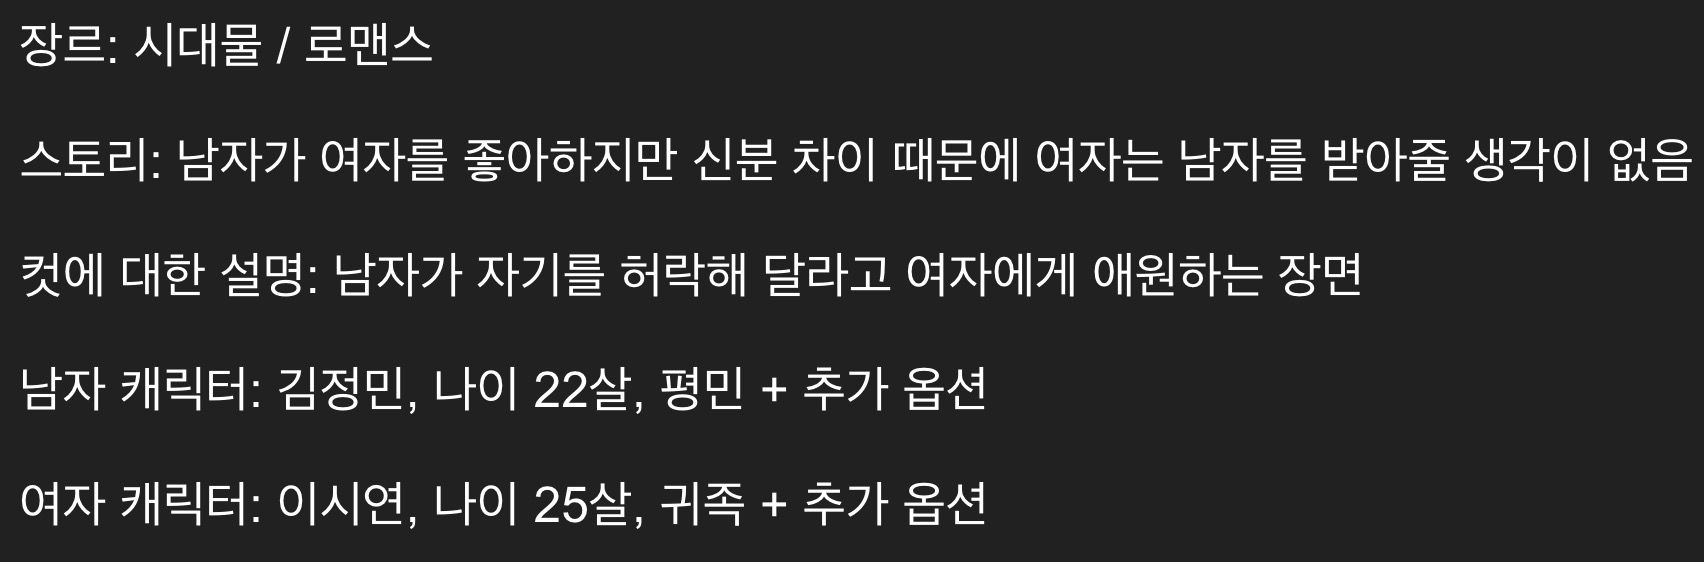 장르: 시대물 / 로맨스
스토리: 남자가 여자를 좋아하지만 신분 차이 때문에 여자는 남자를 받아줄 생각이 없음
컷에 대한 설명: 남자가 자기를 허락해 달라고 여자에게 애원하는 장면
남자 캐릭터: 김정민, 나이 22살, 평민 + 추가 옵션
여자 캐릭터: 이시연, 나이 25살, 귀족 + 추가 옵션